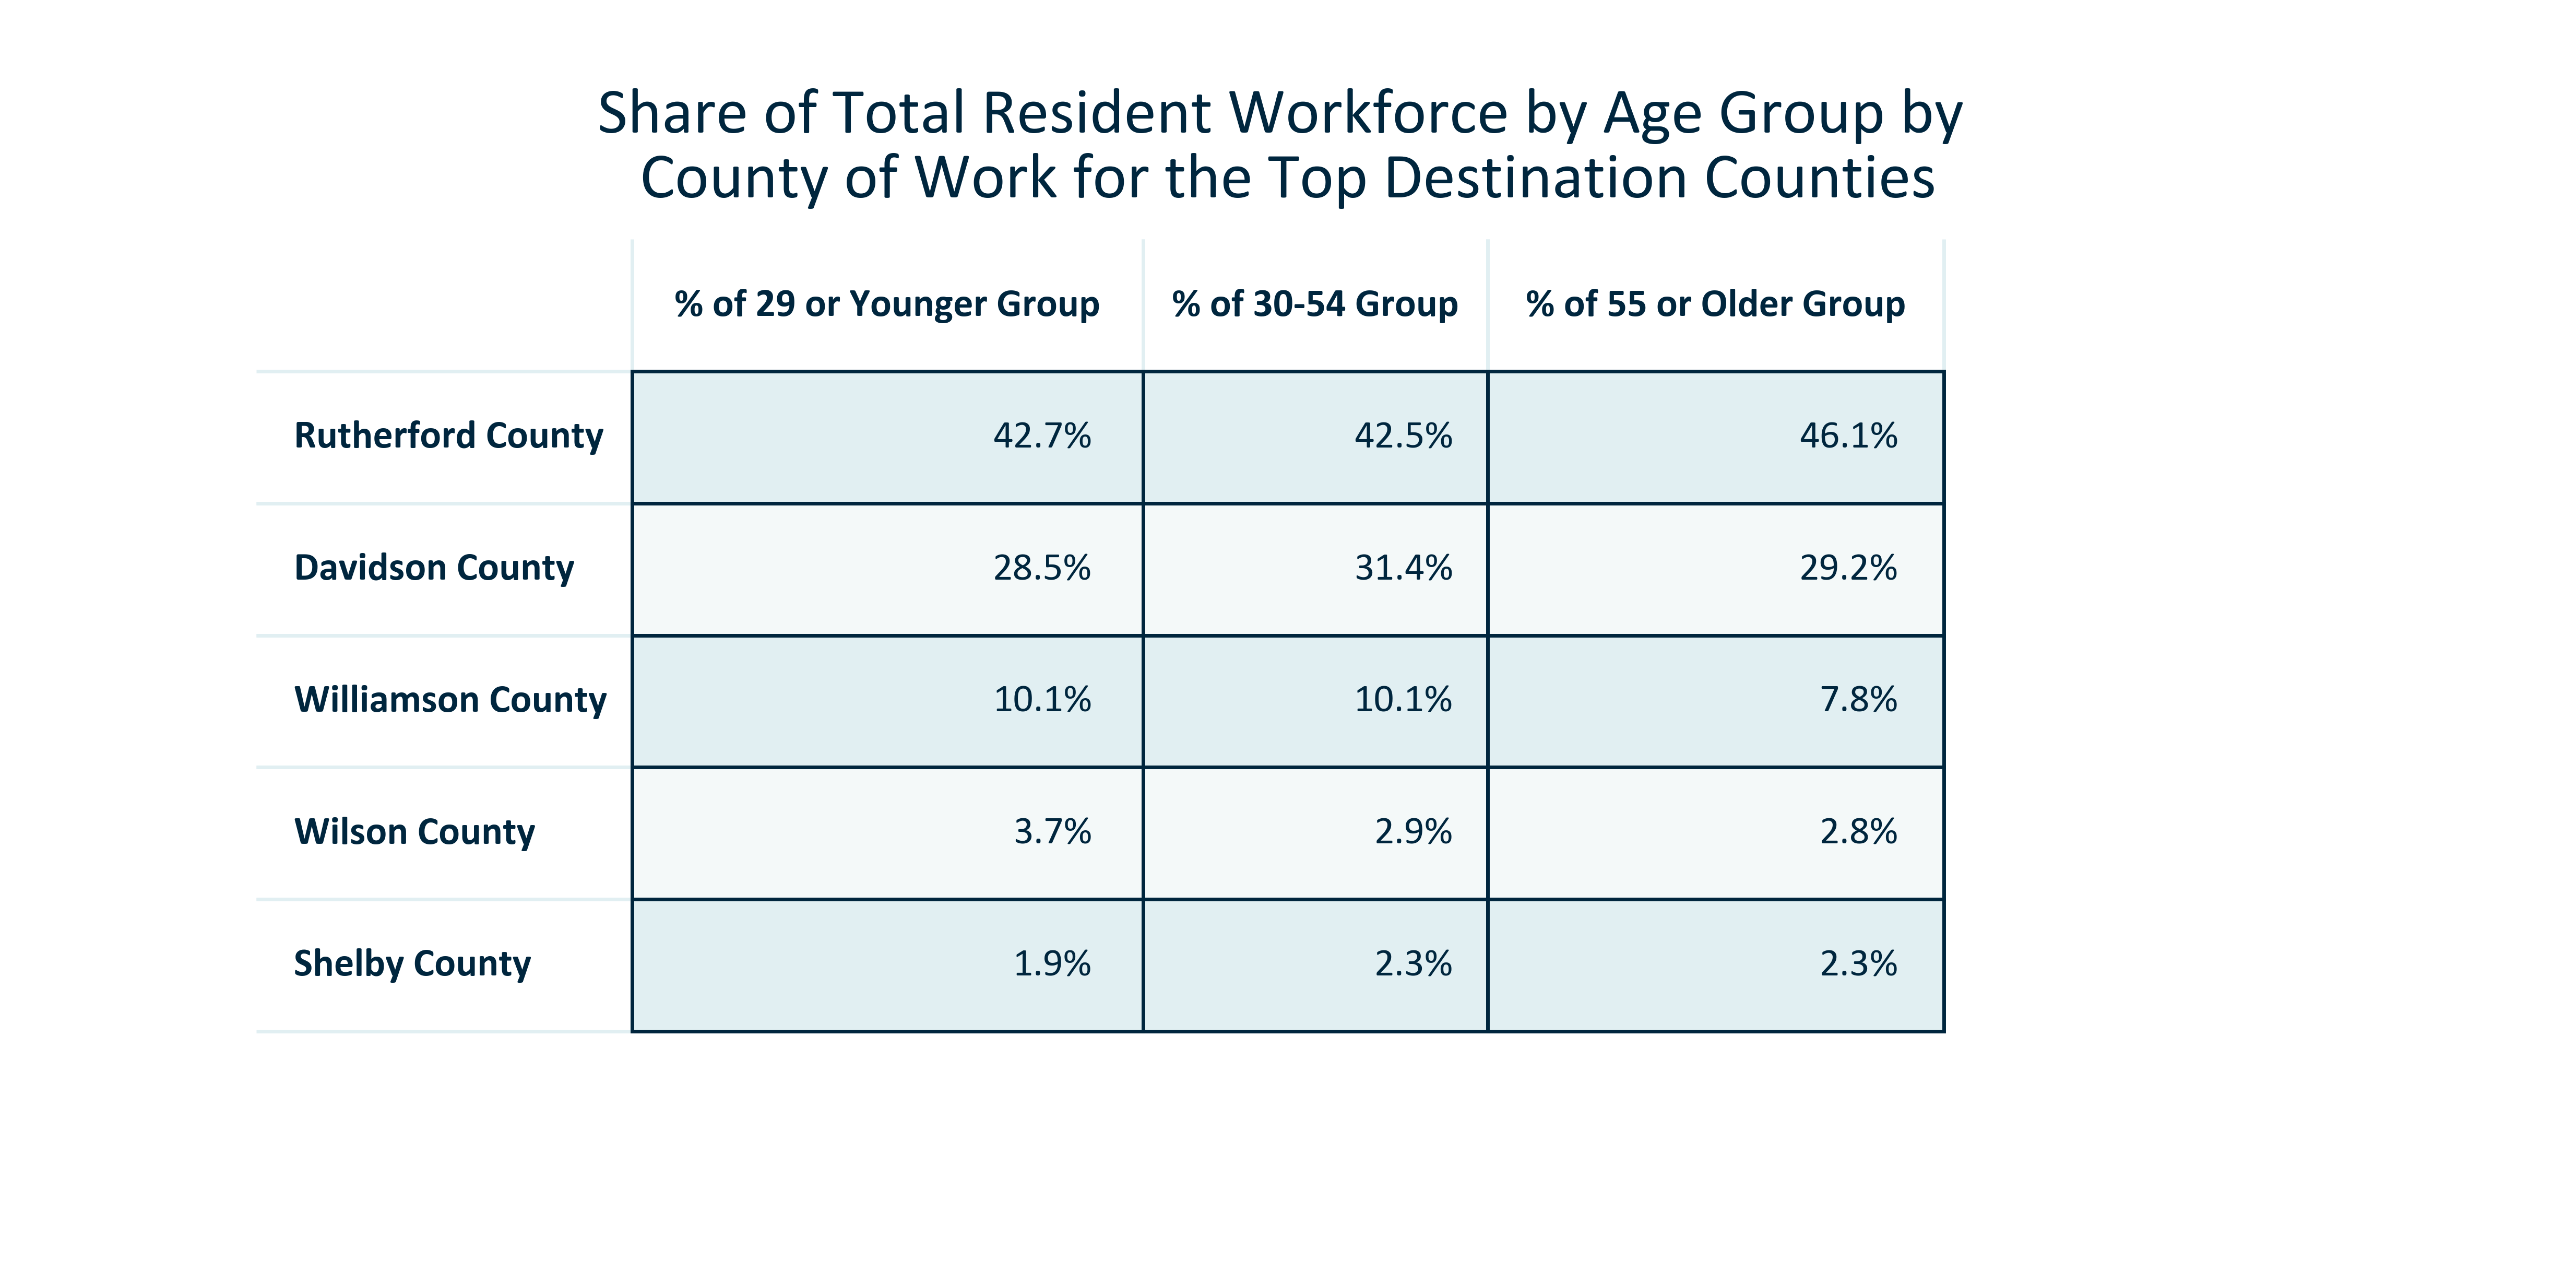 Share of Total Resident Workforce by Age Group by
County of Work for the Top Destination Counties
% of 29 or Younger Group % of 30-54 Group % of 55 or Older Group
Rutherford County 42.7% 42.5% 46.1%
Davidson County 28.5% 31.4% 29.2%
Williamson County 10.1% 10.1% 7.8%
Wilson County 3.7% 2.9% 2.8%
Shelby County 1.9% 2.3% 2.3%